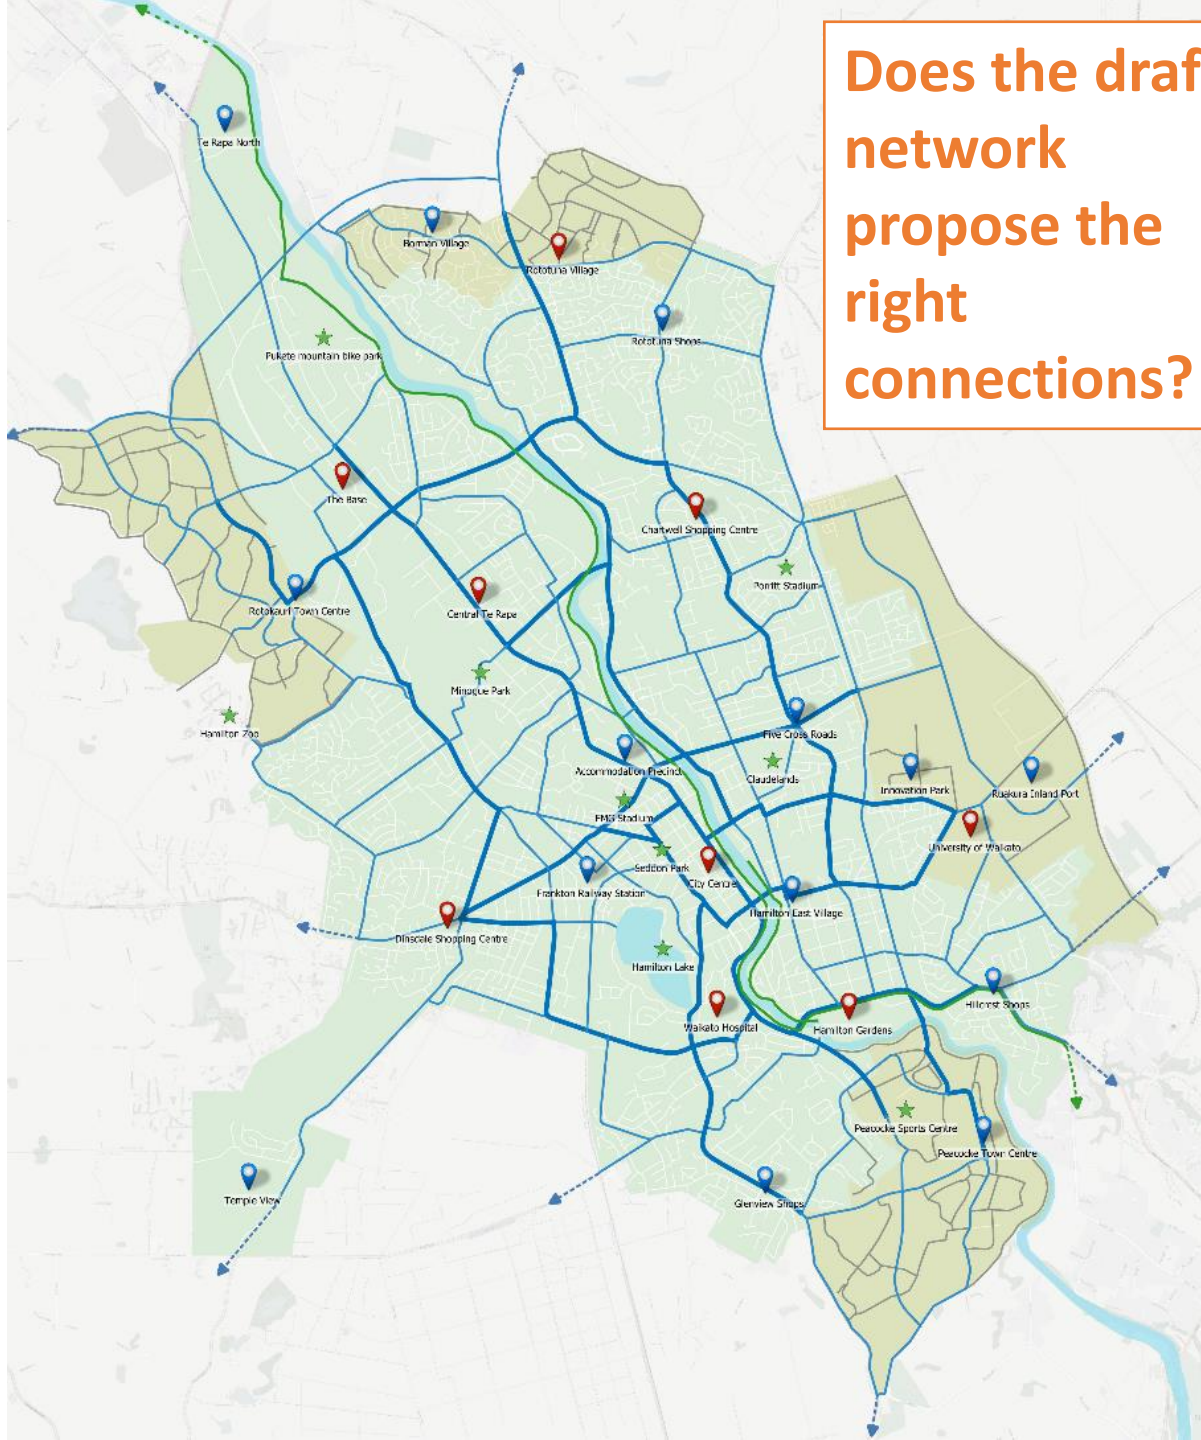 Does the draf
network
propose the
right
connections?
Te Rapa North
Borman Village
Rototuna Village
Rototuna Shops
Pukete mountain bike park
The Base
Chartwell Shopping Centre
Porritt Stadium
Rotokauri Town Centre
Central Te Rapa
Minogue Park
Hamilton Zoo
Five Cross Roads
Accommodation Precinct
Claudelands
Innovation Park
Ruakura Inland Port
FMG Stadium
University of Waikato
Seddon Park
City Centre
Frankton Railway Station
Hamilton East Village
Dinsdale Shopping Centre
Hamilton Lake
Hillcrest Shops
Waikato Hospital
Hamilton Gardens
Peacocke Sports Centre
Peacocke Town Centre
Temple View
Glenview Shops